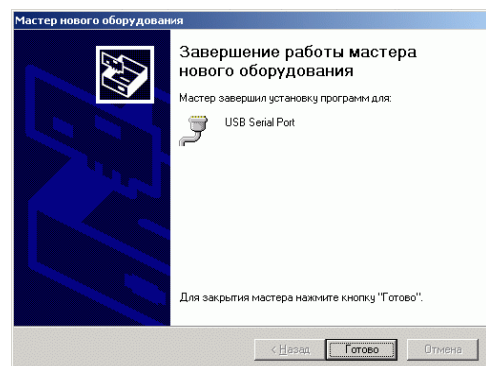 Мастер нового оборудования
Завершение работы мастера
нового оборудования
Мастер завершил установку программ для:
USB Serial Port
Для закрытия мастера нажмите кнопку "Готово".
< Назад
Готово
Отмена